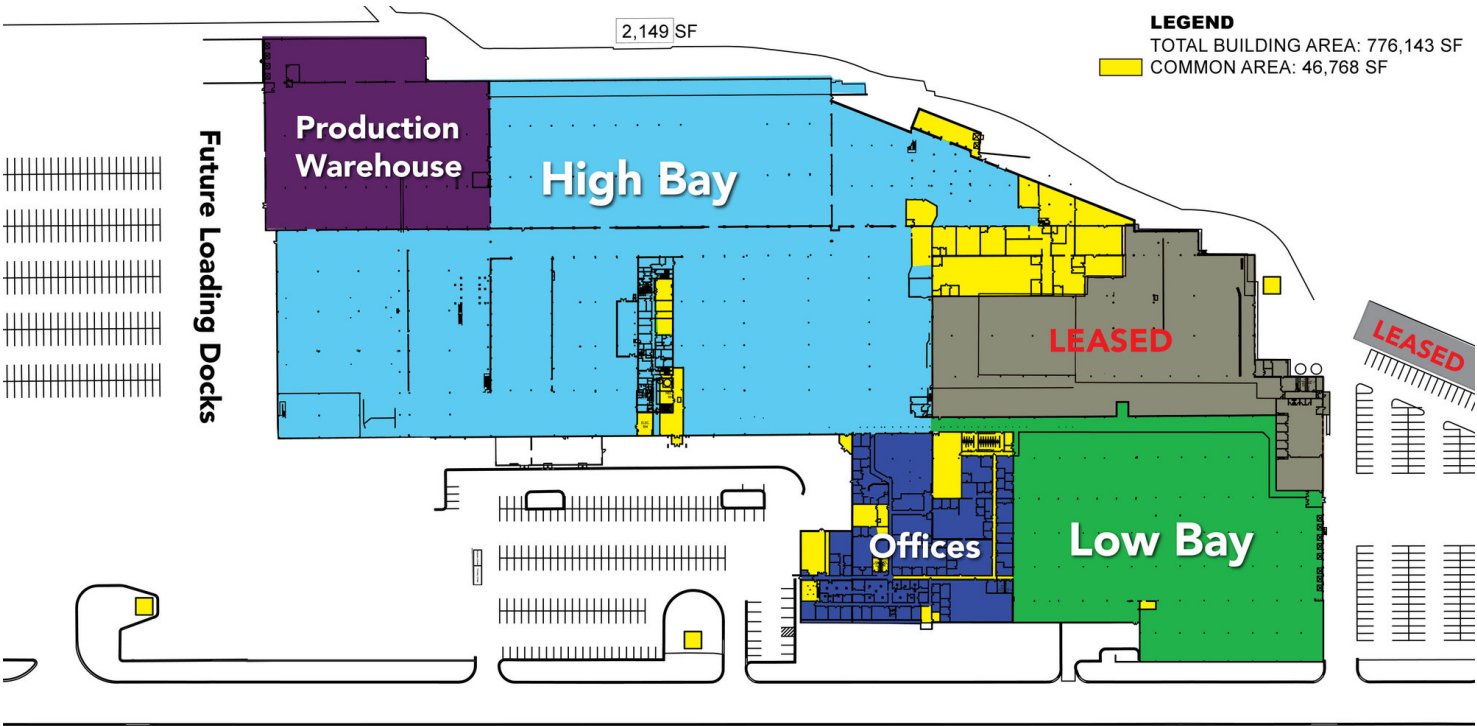 2,149 SF
LEGEND
TOTAL BUILDING AREA: 776,143 SF
COMMON AREA: 46,768 SF
Production
Warehouse
High Bay
Future Loading Docks
LEASED
LEASED
Offices
Low Bay